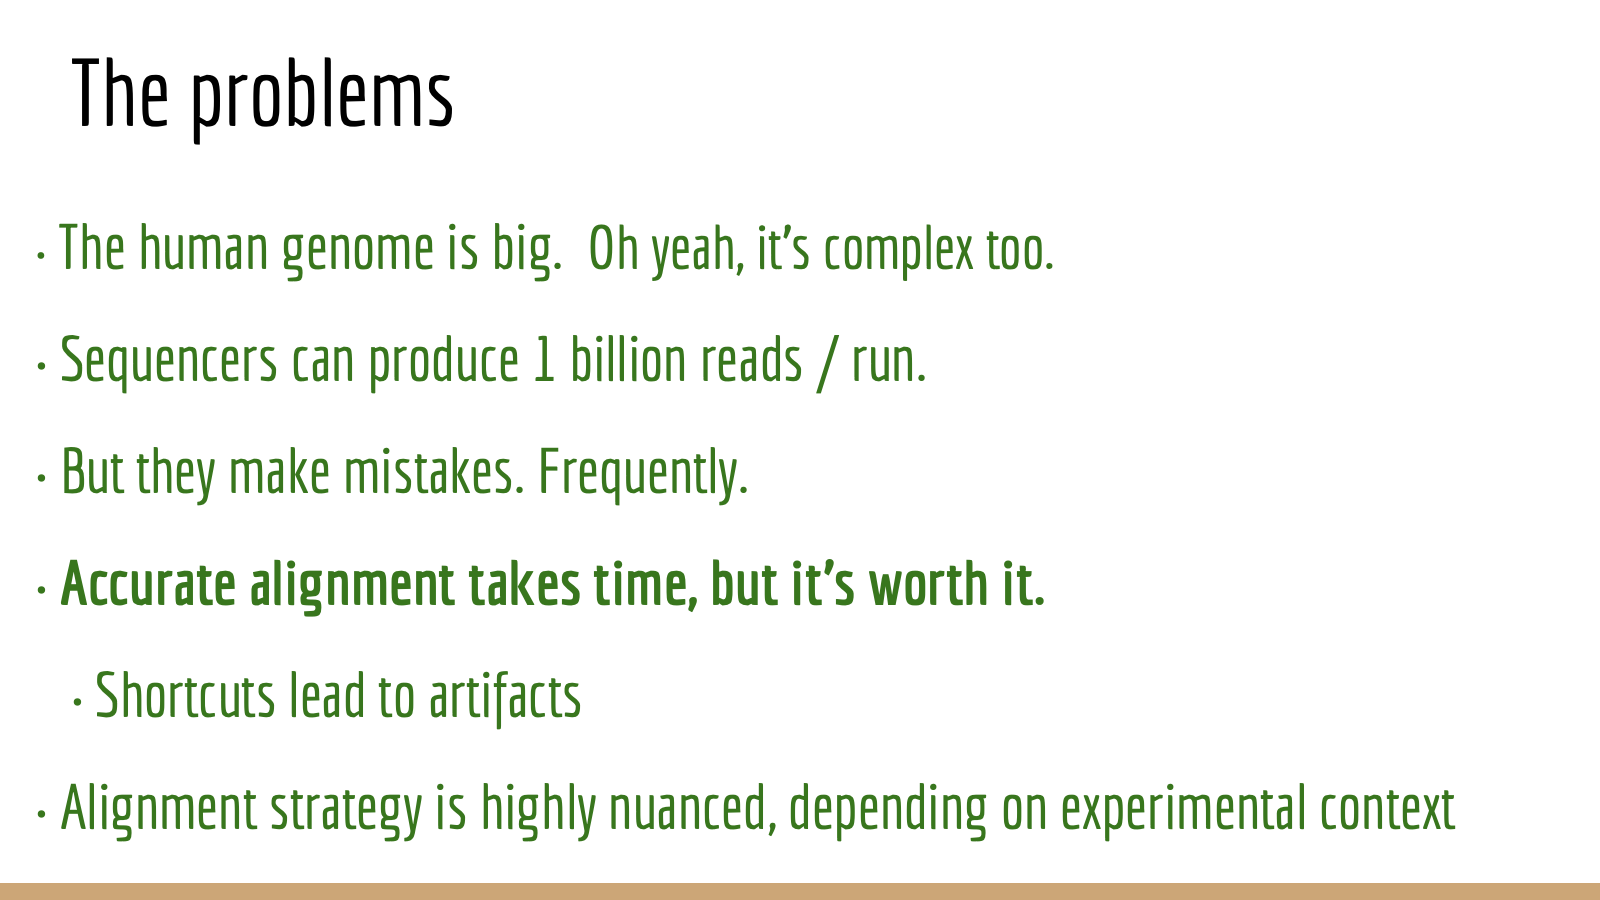 The problems
• The human genome is big.  Oh yeah, it’s complex too.
• Sequencers can produce 1 billion reads / run.
• But they make mistakes. Frequently.
• Accurate alignment takes time, but it’s worth it.
• Shortcuts lead to artifacts
• Alignment strategy is highly nuanced, depending on experimental context